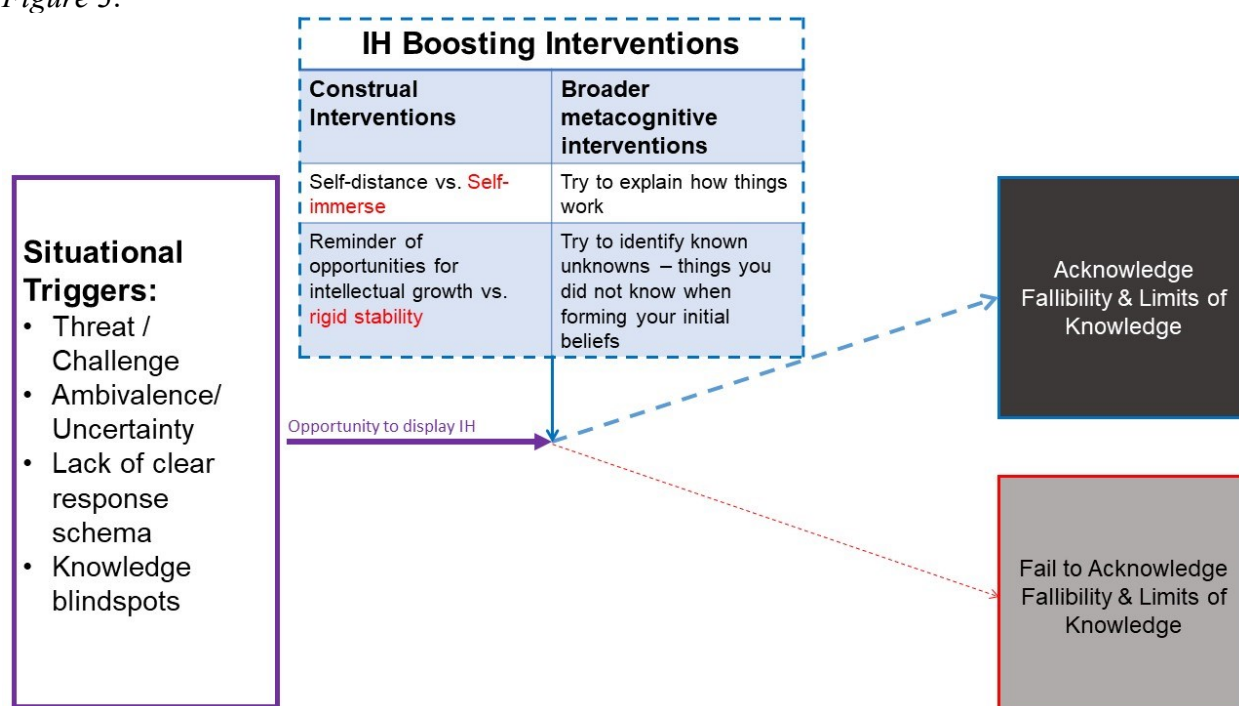 Figure 3.
IH Boosting Interventions
Construal
Interventions
Broader
metacognitive
interventions
Self-distance vs. Self-
immerse
Try to explain how things
work
Reminder of
opportunities for
intellectual growth vs.
rigid stability
Try to identify known
unknowns – things you
did not know when
forming your initial
beliefs
Situational
Triggers:
• Threat /
Challenge
• Ambivalence/
Uncertainty
• Lack of clear
response
schema
• Knowledge
blindspots
Opportunity to display IH
Acknowledge
Fallibility & Limits of
Knowledge
Fail to Acknowledge
Fallibility & Limits of
Knowledge